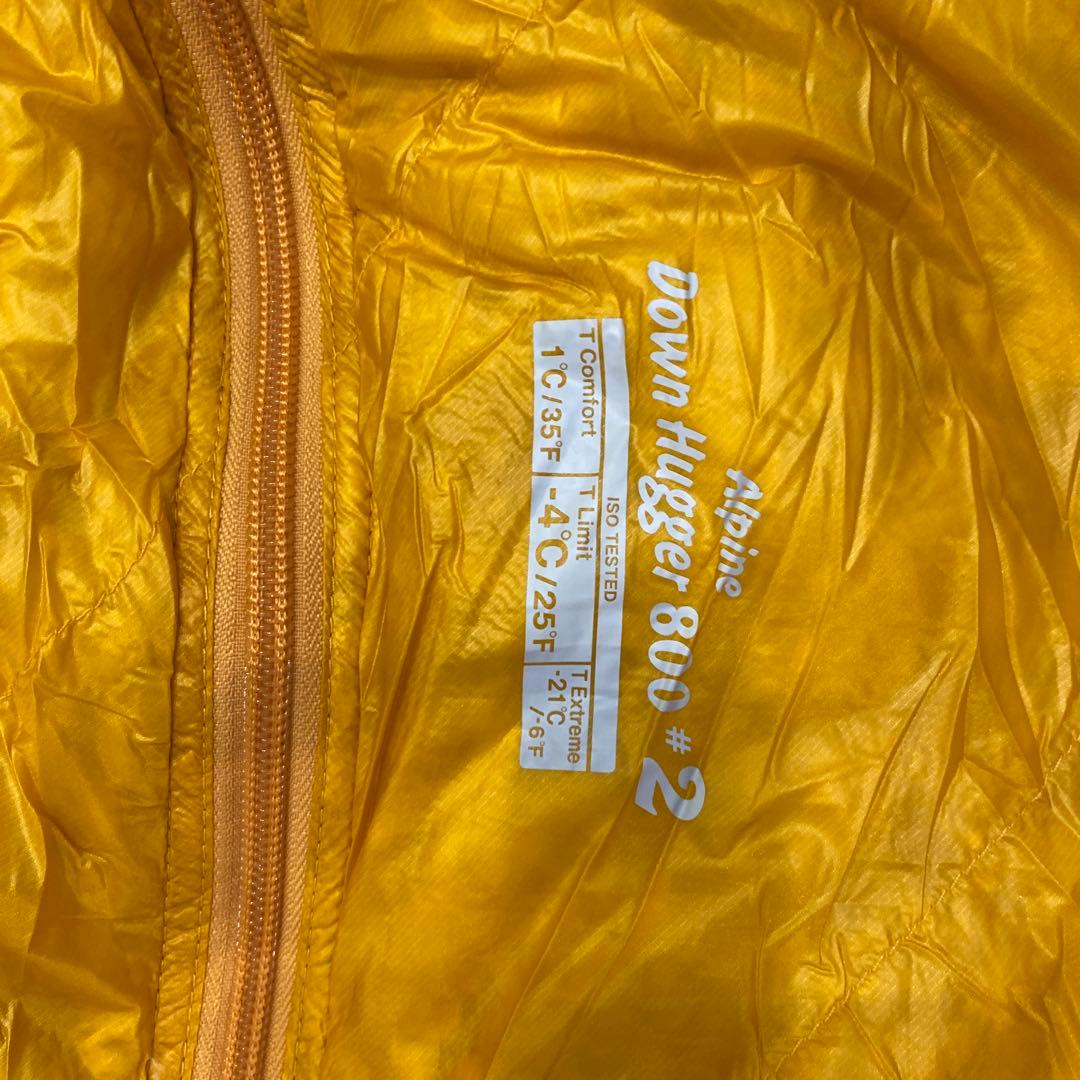 Alpine
Down Hugger 800 #2
ISO TESTED
T Comfort T Limit T Extreme
1℃/35℉ -4℃/25℉ -21℃
/-6℉